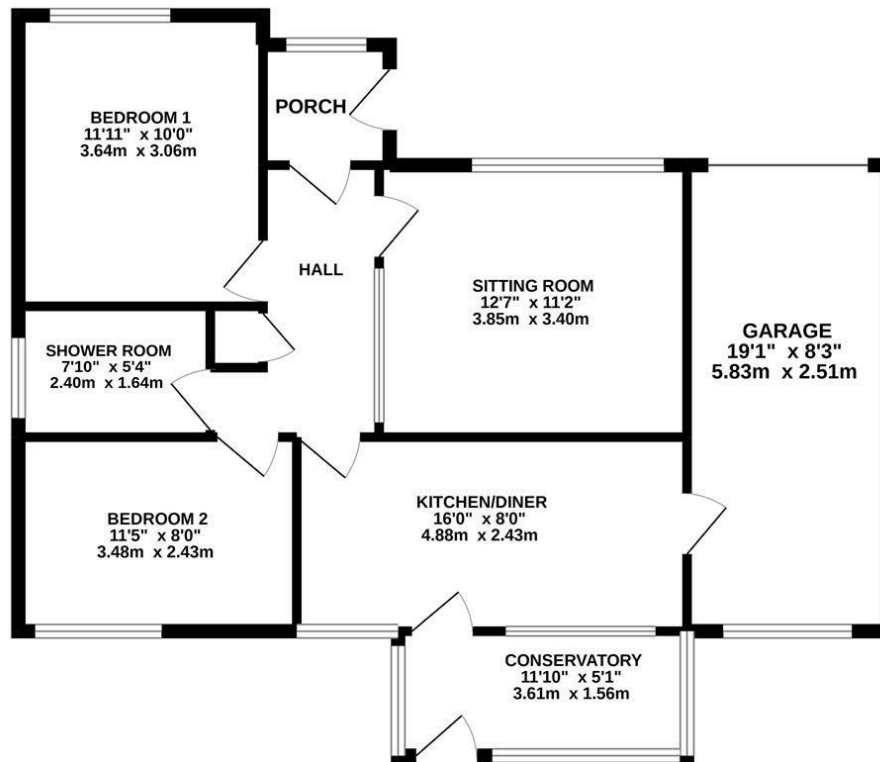 BEDROOM 1
11'11" x 10'0"
3.64m x 3.06m
PORCH
HALL
SITTING ROOM
12'7" x 11'2"
3.85m x 3.40m
GARAGE
19'1" x 8'3"
5.83m x 2.51m
SHOWER ROOM
7'10" x 5'4"
2.40m x 1.64m
BEDROOM 2
11'5" x 8'0"
3.48m x 2.43m
KITCHEN/DINER
16'0" x 8'0"
4.88m x 2.43m
CONSERVATORY
11'10" x 5'1"
3.61m x 1.56m